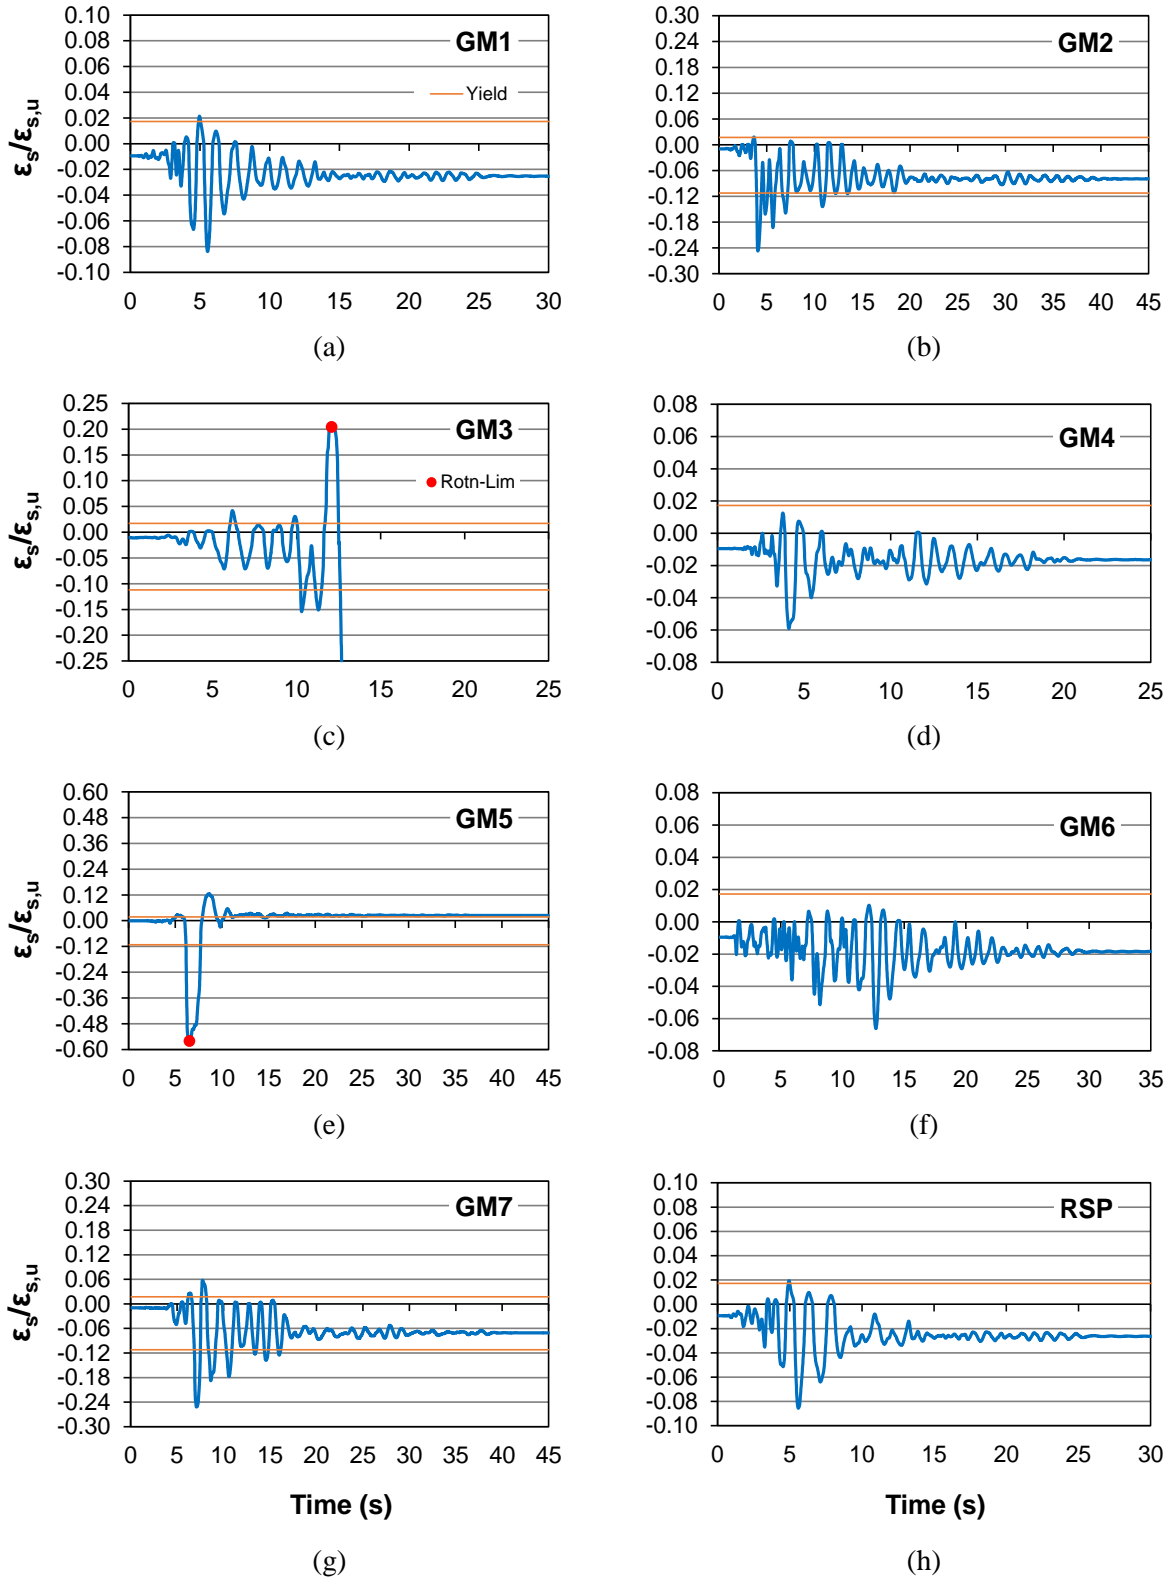 0.10
0.08
0.06
0.04
0.02
0.00
-0.02
-0.04
-0.06
-0.08
-0.10
εs/εs,u
GM1
Yield
0 5 10 15 20 25 30
(a)
0.30
0.24
0.18
0.12
0.06
0.00
-0.06
-0.12
-0.18
-0.24
-0.30
GM2
0 5 10 15 20 25 30 35 40 45
(b)
0.25
0.20
0.15
0.10
0.05
0.00
-0.05
-0.10
-0.15
-0.20
-0.25
εs/εs,u
GM3
Rotn-Lim
0 5 10 15 20 25
(c)
0.08
0.06
0.04
0.02
0.00
-0.02
-0.04
-0.06
-0.08
GM4
0 5 10 15 20 25
(d)
0.60
0.48
0.36
0.24
0.12
0.00
-0.12
-0.24
-0.36
-0.48
-0.60
εs/εs,u
GM5
0 5 10 15 20 25 30 35 40 45
(e)
0.08
0.06
0.04
0.02
0.00
-0.02
-0.04
-0.06
-0.08
GM6
0 5 10 15 20 25 30 35
(f)
0.30
0.24
0.18
0.12
0.06
0.00
-0.06
-0.12
-0.18
-0.24
-0.30
εs/εs,u
GM7
0 5 10 15 20 25 30 35 40 45
Time (s)
(g)
0.10
0.08
0.06
0.04
0.02
0.00
-0.02
-0.04
-0.06
-0.08
-0.10
RSP
0 5 10 15 20 25 30
Time (s)
(h)